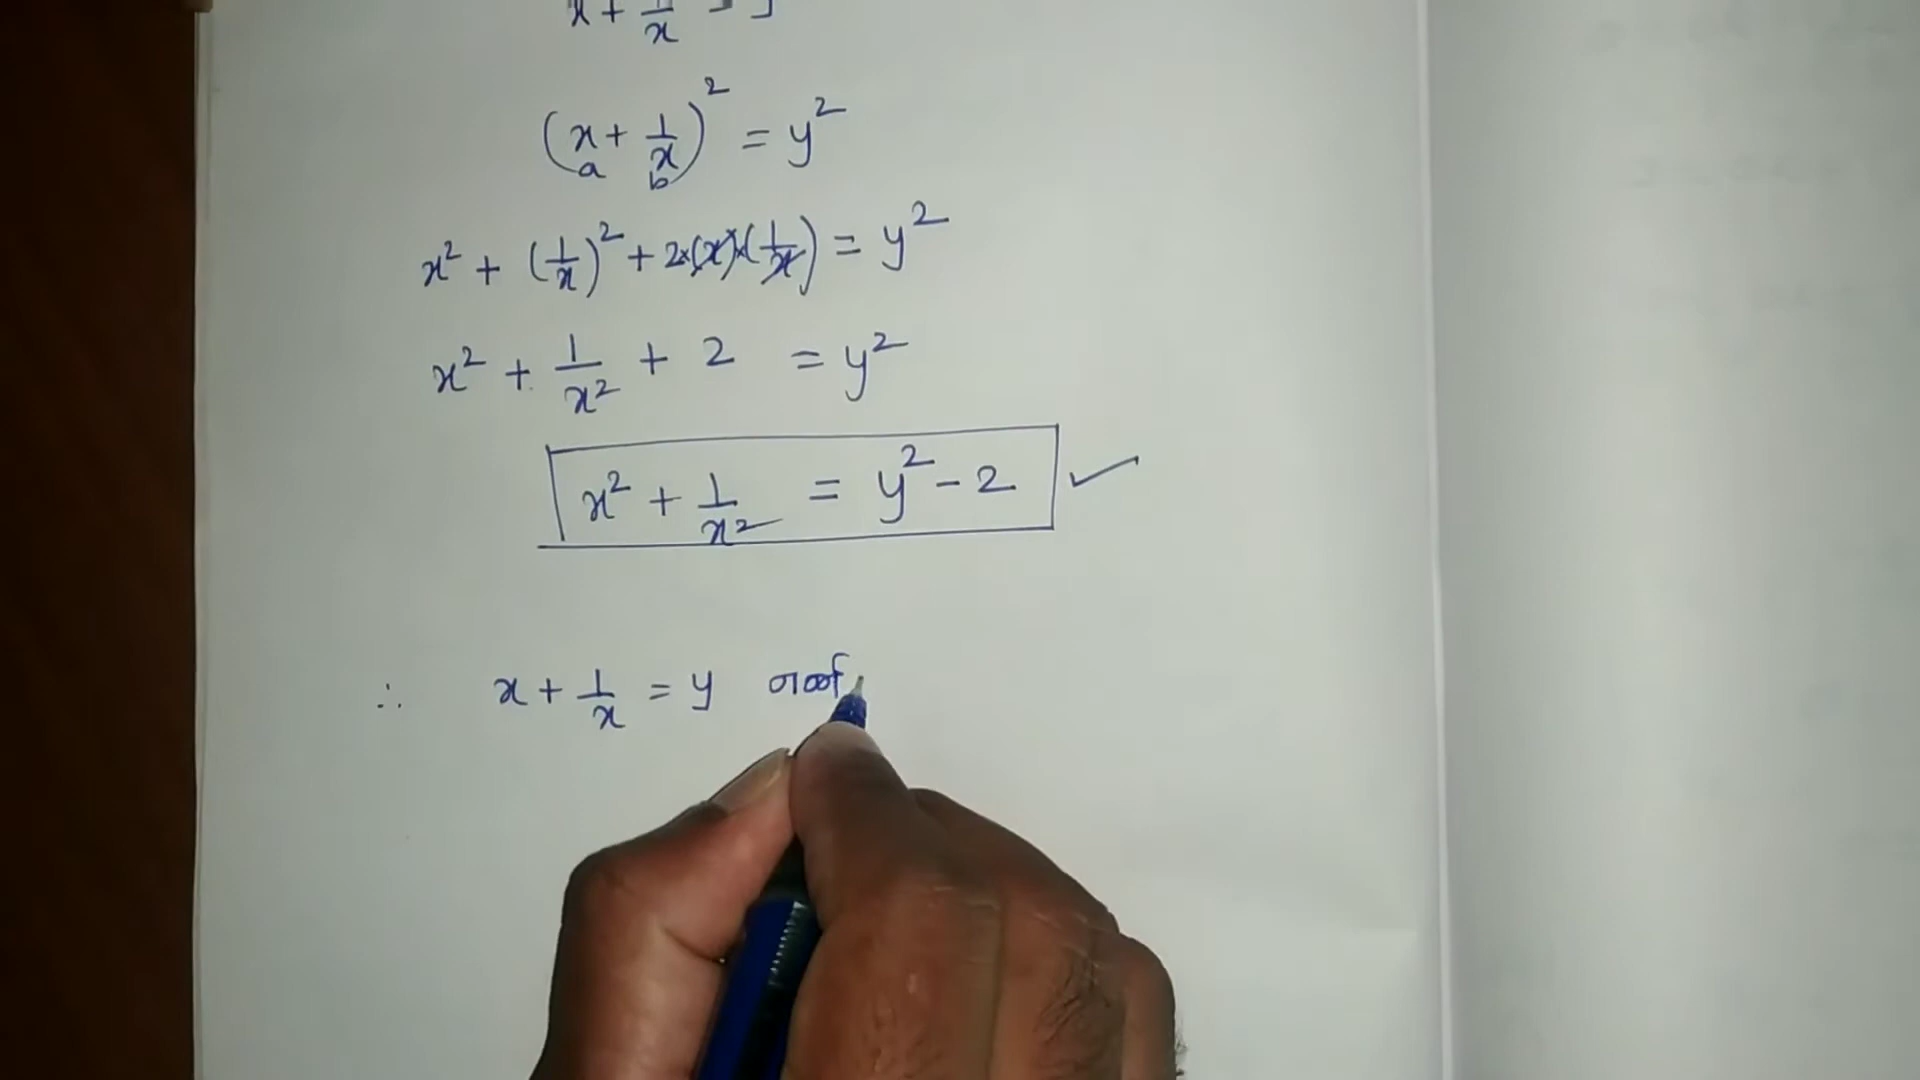 x + 1/x = y
(x + 1/x)² = y²
a b
x² + (1/x)² + 2×(x)×(1/x) = y²
x² + 1/x² + 2 = y²
x² + 1/x² = y² - 2 ✓
∴ x + 1/x = y